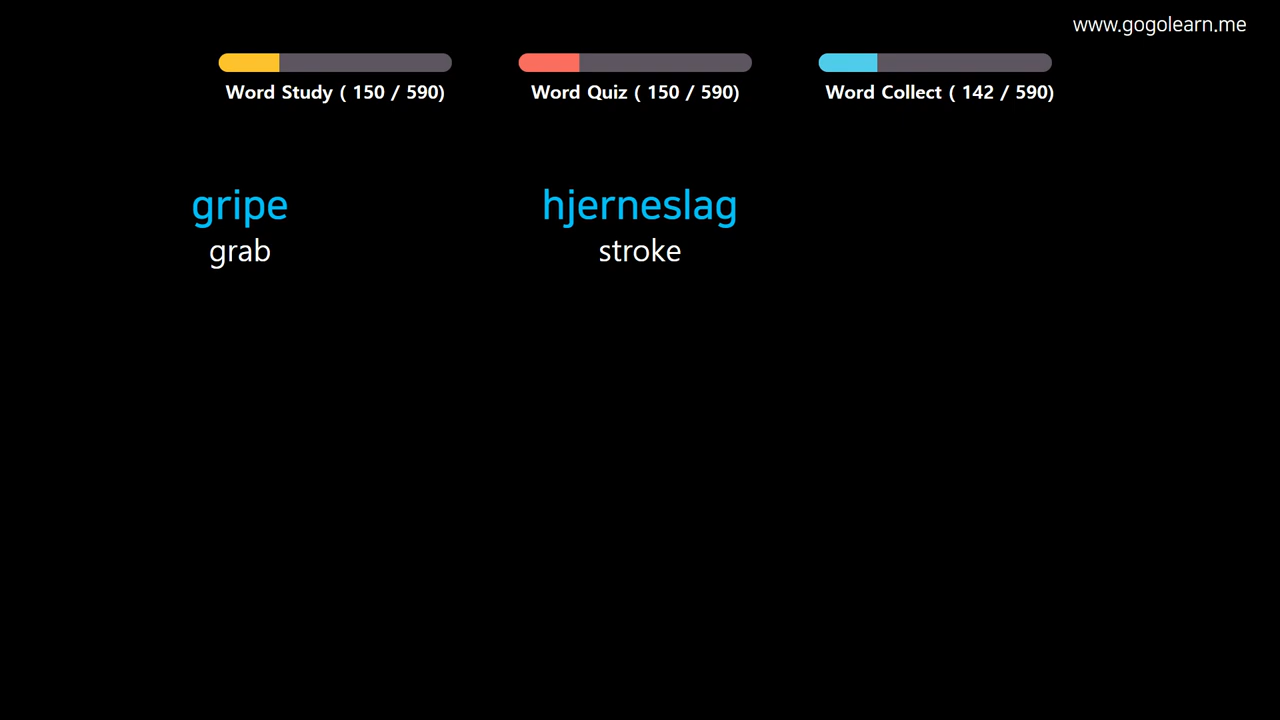 www.gogolearn.me
Word Study ( 150 / 590)
Word Quiz ( 150 / 590)
Word Collect ( 142 / 590)
gripe
grab
hjerneslag
stroke